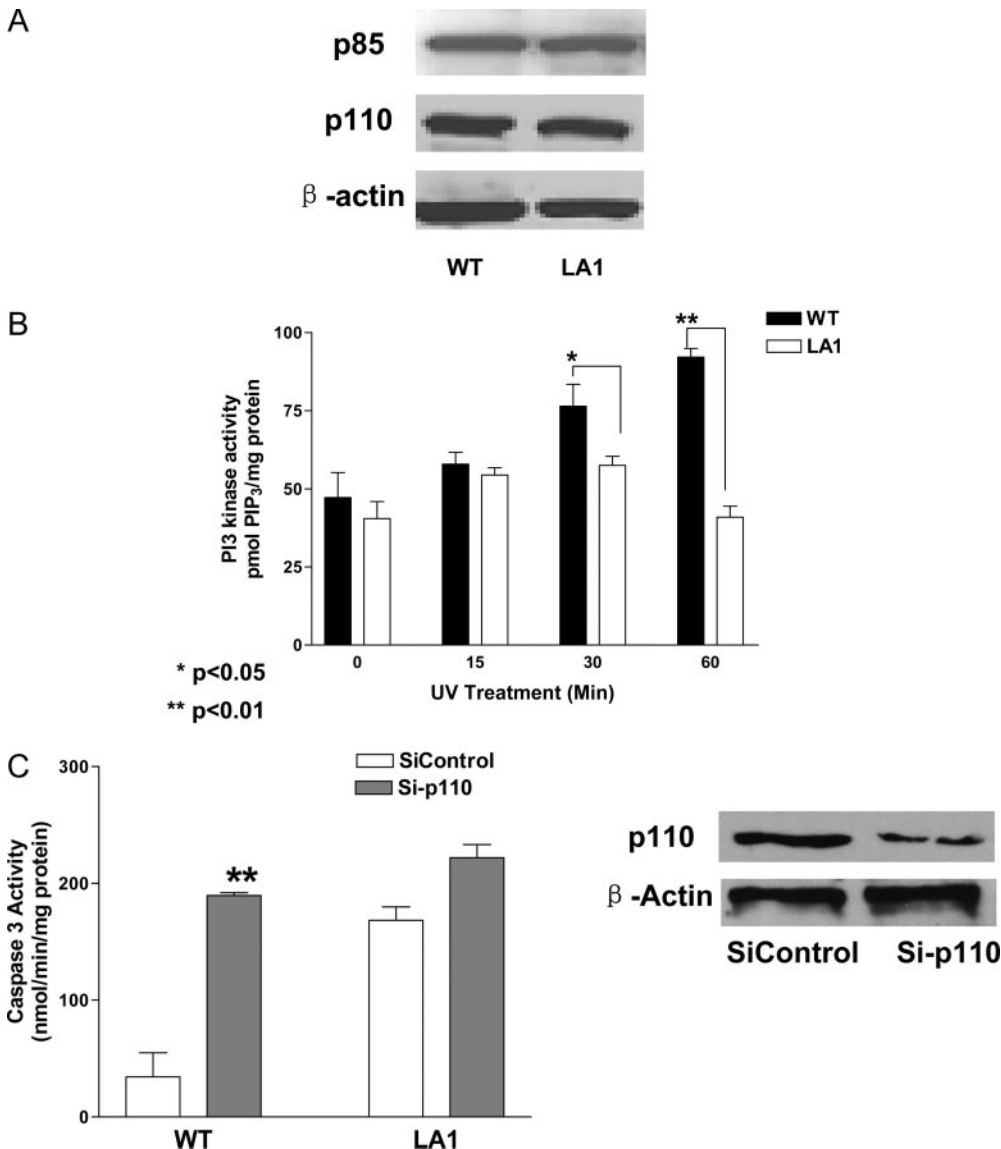 A
p85
p110
β-actin
WT LA1
B
WT
LA1
PI3 kinase activity
pmol PIP₃/mg protein
100
75
50
25
0
*
**
0 15 30 60
UV Treatment (Min)
* p<0.05
** p<0.01
C
SiControl
Si-p110
Caspase 3 Activity
(nmol/min/mg protein)
300
200
100
0
**
WT LA1
p110
β-Actin
SiControl Si-p110